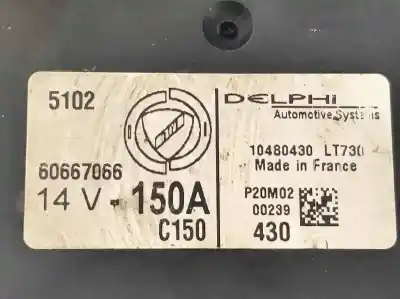 5102
60667066
14 V - 150A
C150
DELPHI
Automotive Systems
10480430 LT730
Made in France
P20M02
00239
430